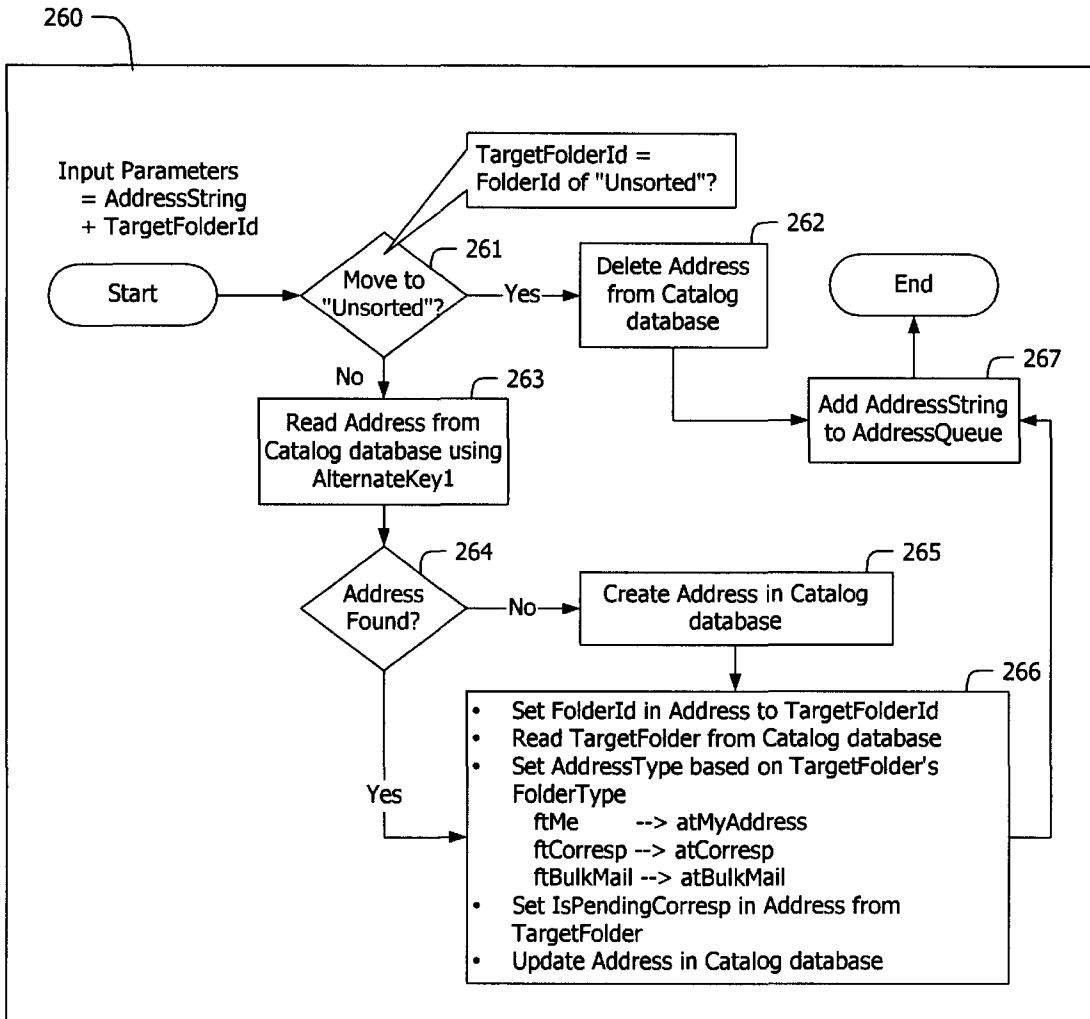 260
Input Parameters
= AddressString
+ TargetFolderId
TargetFolderId =
FolderId of "Unsorted"?
Start
261
Move to
"Unsorted"?
Yes
262
Delete Address
from Catalog
database
End
267
Add AddressString
to AddressQueue
No
263
Read Address from
Catalog database using
AlternateKey1
264
Address
Found?
No
265
Create Address in Catalog
database
Yes
266
• Set FolderId in Address to TargetFolderId
• Read TargetFolder from Catalog database
• Set AddressType based on TargetFolder's
FolderType
ftMe --> atMyAddress
ftCorresp --> atCorresp
ftBulkMail --> atBulkMail
• Set IsPendingCorresp in Address from
TargetFolder
• Update Address in Catalog database